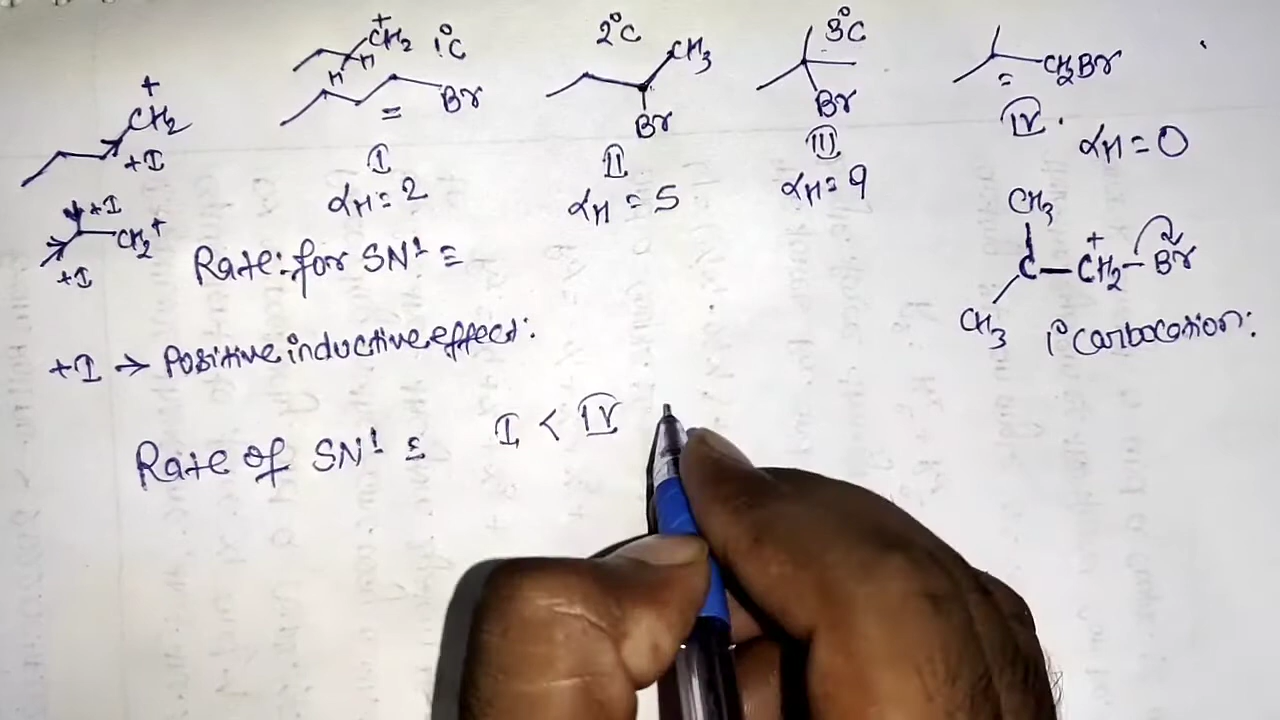 +CH2 1°C
2°C
3°C
H H
CH3
Br
Br
Br
CH2Br
I
II
III
IV.
αH = 2
αH = 5
αH = 9
αH = 0
+CH2
+I
+I
CH2+
+I
CH3
C – +CH2 – Br
CH3
1° Carbocation:
Rate: for SN1 =
+I → Positive inductive effect:
Rate of SN1 = I < IV